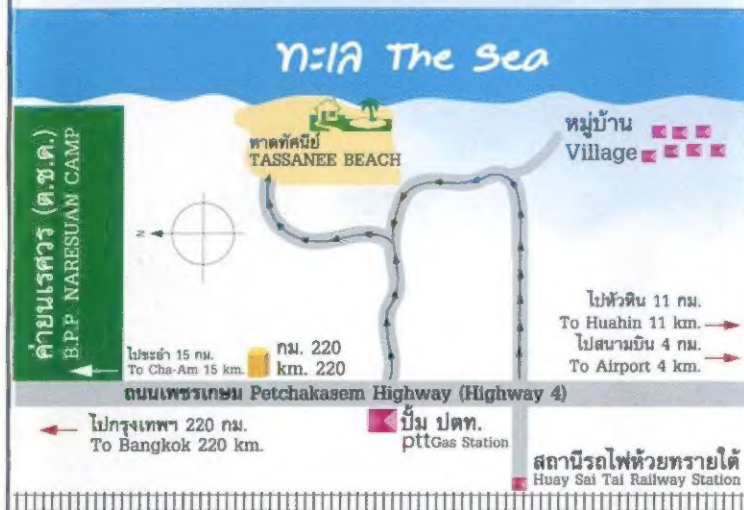 ทะเล The Sea
ค่ายนเรศวร (ต.ช.ด.)
B.P.P. NARESUAN CAMP
หาดทัศนีย์
TASSANEE BEACH
หมู่บ้าน
Village
N
ไปหัวหิน 11 กม.
To Huahin 11 km.
ไปสนามบิน 4 กม.
To Airport 4 km.
ไปชะอำ 15 กม.
To Cha-Am 15 km.
กม. 220
km. 220
ถนนเพชรเกษม Petchakasem Highway (Highway 4)
ไปกรุงเทพฯ 220 กม.
To Bangkok 220 km.
ปั้ม ปตท.
ptt Gas Station
สถานีรถไฟห้วยทรายใต้
Huay Sai Tai Railway Station